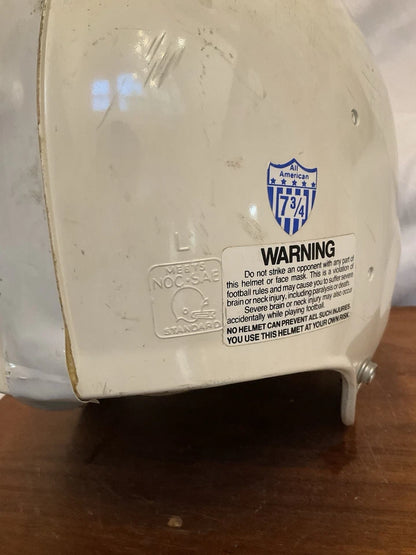 All
American
7 3/4
L
MEETS
NOCSAE
STANDARD
WARNING
Do not strike an opponent with any part of
this helmet or face mask. This is a violation of
football rules and may cause you to suffer severe
brain or neck injury, including paralysis or death.
Severe brain or neck injury may also occur
accidentally while playing football.
NO HELMET CAN PREVENT ALL SUCH INJURIES.
YOU USE THIS HELMET AT YOUR OWN RISK.